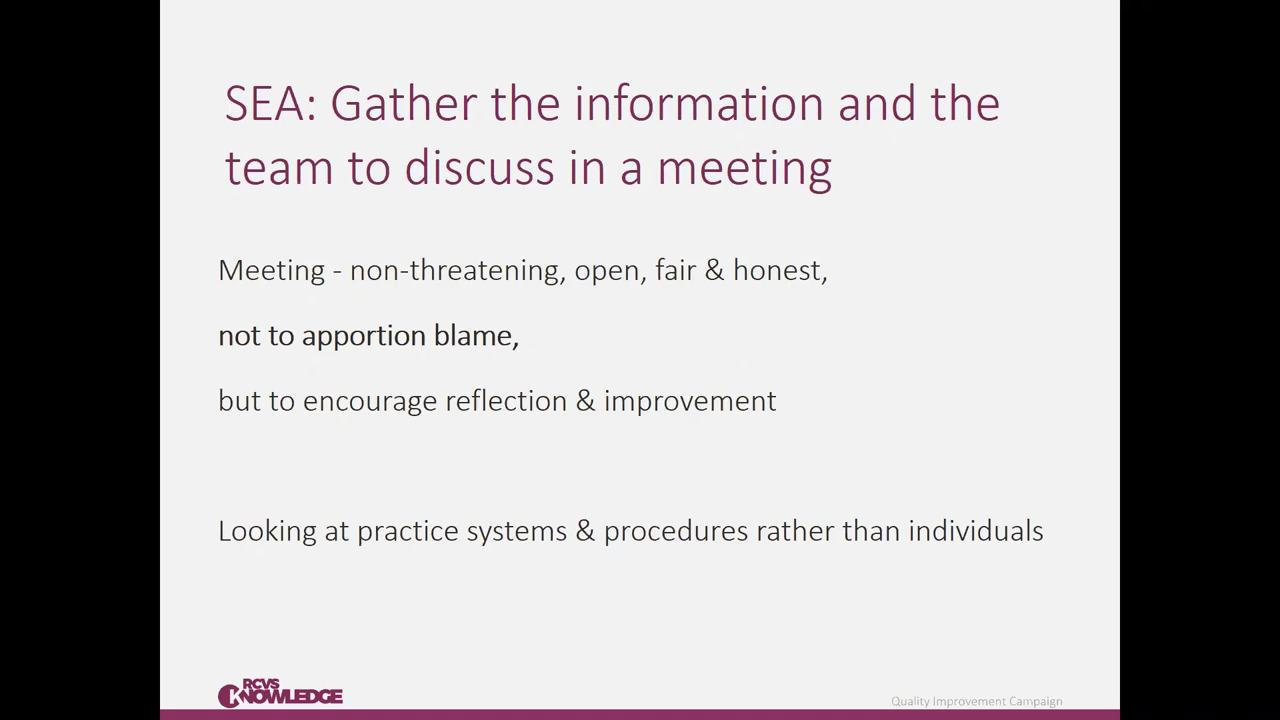 SEA: Gather the information and the
team to discuss in a meeting
Meeting - non-threatening, open, fair & honest,
not to apportion blame,
but to encourage reflection & improvement
Looking at practice systems & procedures rather than individuals
RCVS
KNOWLEDGE
Quality Improvement Campaign